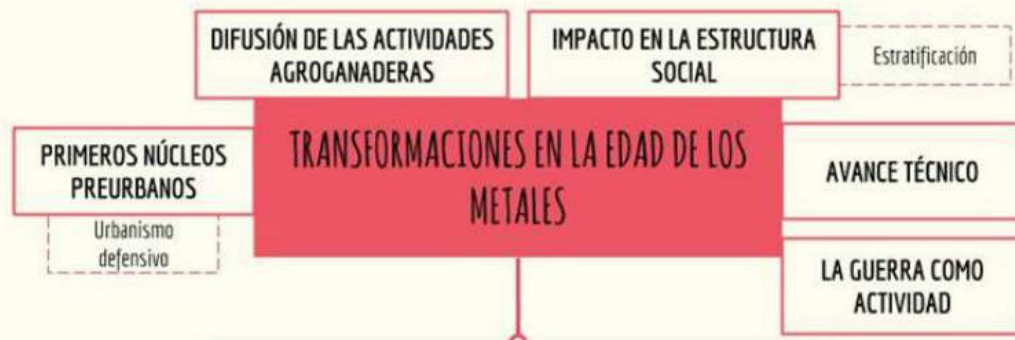 DIFUSIÓN DE LAS ACTIVIDADES
AGROGANADERAS
IMPACTO EN LA ESTRUCTURA
SOCIAL
Estratificación
PRIMEROS NÚCLEOS
PREURBANOS
Urbanismo
defensivo
TRANSFORMACIONES EN LA EDAD DE LOS
METALES
AVANCE TÉCNICO
LA GUERRA COMO
ACTIVIDAD